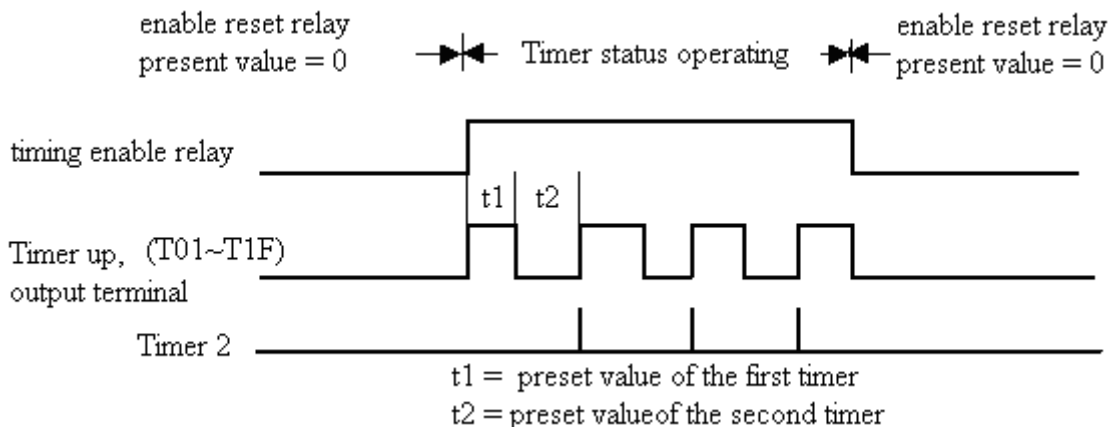 enable reset relay
present value = 0
Timer status operating
enable reset relay
present value = 0
timing enable relay
t1
t2
Timer up, (T01~T1F)
output terminal
Timer 2
t1 = preset value of the first timer
t2 = preset valueof the second timer